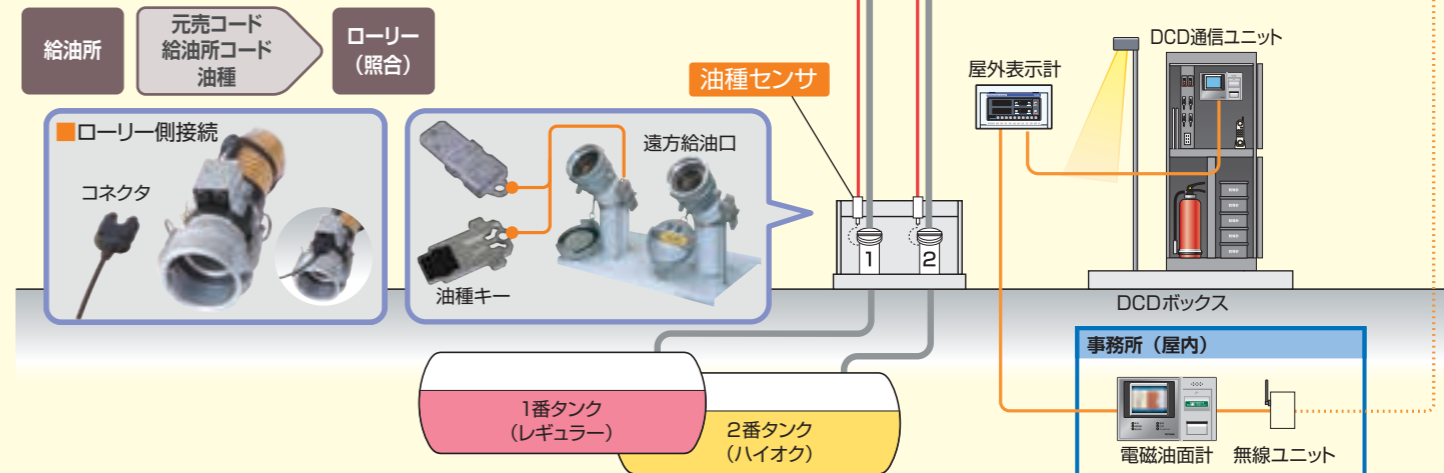 給油所
元売コード
給油所コード
油種
ローリー
（照合）
■ローリー側接続
コネクタ
遠方給油口
油種キー
油種センサ
1
2
屋外表示計
DCD通信ユニット
DCDボックス
1番タンク
（レギュラー）
2番タンク
（ハイオク）
事務所（屋内）
電磁油面計
無線ユニット